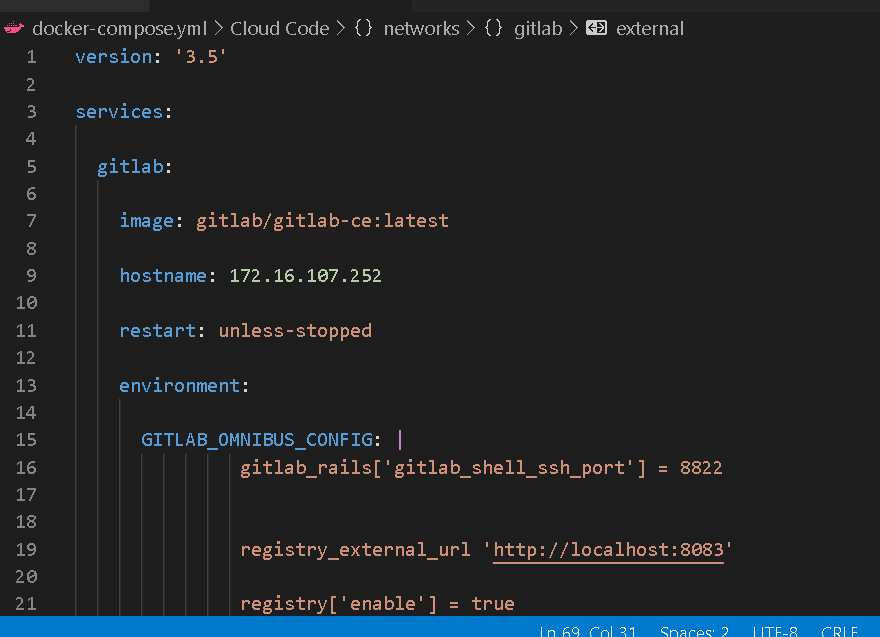 docker-compose.yml > Cloud Code > {} networks > {} gitlab > external
1 version: '3.5'
2
3 services:
4
5 gitlab:
6
7 image: gitlab/gitlab-ce:latest
8
9 hostname: 172.16.107.252
10
11 restart: unless-stopped
12
13 environment:
14
15 GITLAB_OMNIBUS_CONFIG: |
16 gitlab_rails['gitlab_shell_ssh_port'] = 8822
17
18
19 registry_external_url 'http://localhost:8083'
20
21 registry['enable'] = true
Ln 69, Col 31 Spaces: 2 UTF-8 CRLF